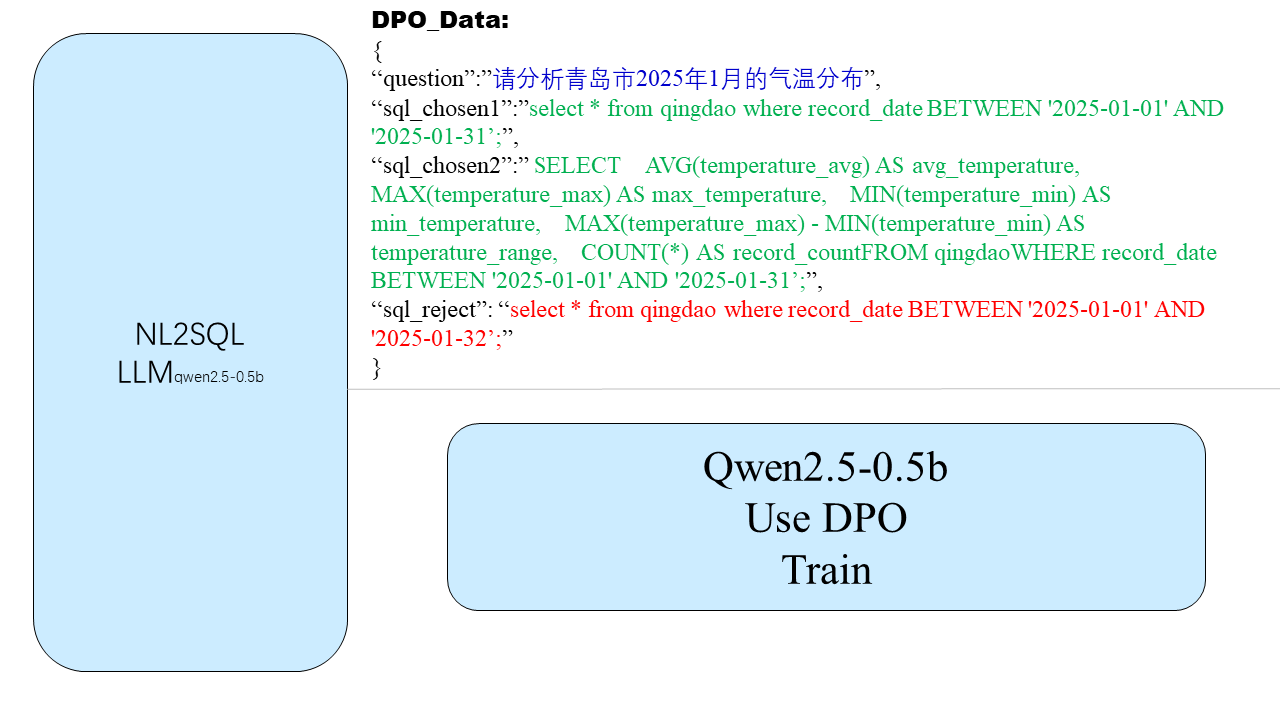 DPO_Data:
{
“question”:”请分析青岛市2025年1月的气温分布”,
“sql_chosen1”:”select * from qingdao where record_date BETWEEN '2025-01-01' AND
'2025-01-31’;”,
“sql_chosen2”:” SELECT    AVG(temperature_avg) AS avg_temperature,
MAX(temperature_max) AS max_temperature,    MIN(temperature_min) AS
min_temperature,    MAX(temperature_max) - MIN(temperature_min) AS
temperature_range,    COUNT(*) AS record_countFROM qingdaoWHERE record_date
BETWEEN '2025-01-01' AND '2025-01-31’;”,
“sql_reject”: “select * from qingdao where record_date BETWEEN '2025-01-01' AND
'2025-01-32’;”
}
NL2SQL
LLMqwen2.5-0.5b
Qwen2.5-0.5b
Use DPO
Train